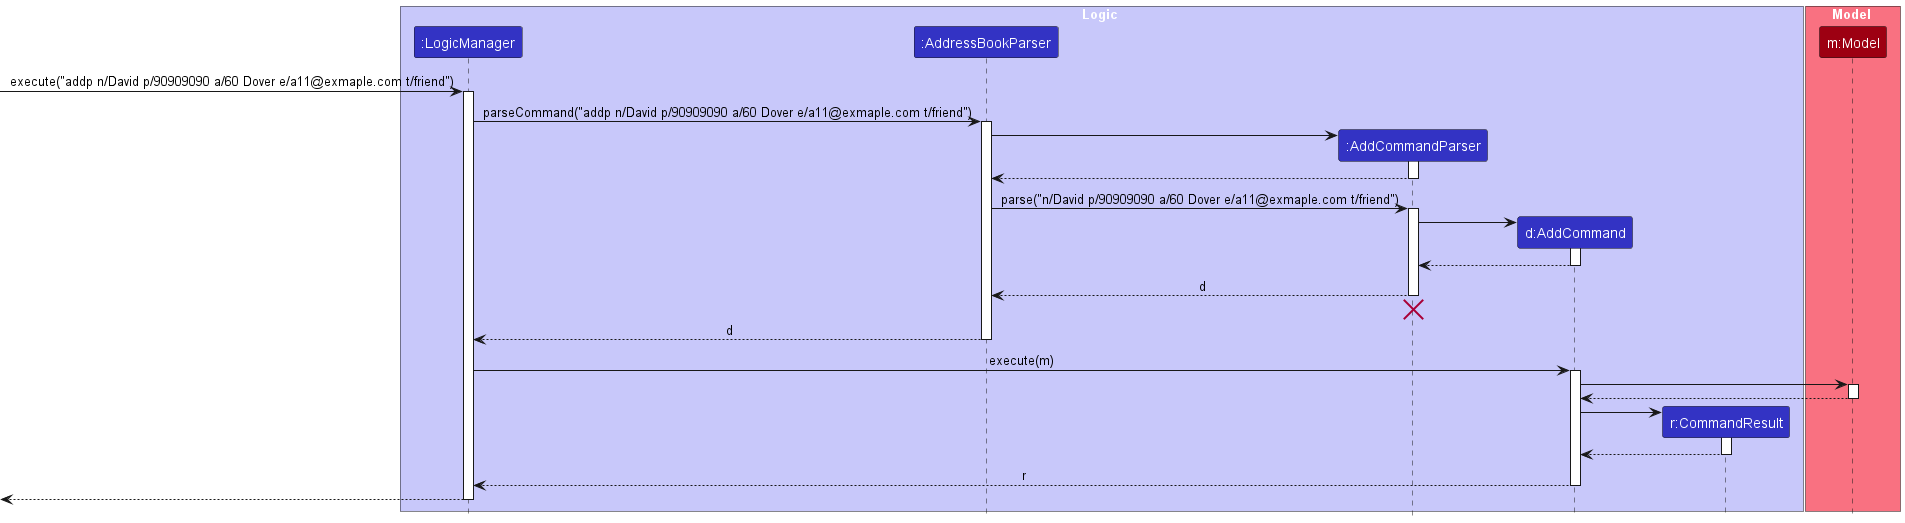 Logic
Model
:LogicManager
:AddressBookParser
m:Model
execute("addp n/David p/90909090 a/60 Dover e/a11@exmaple.com t/friend")
parseCommand("addp n/David p/90909090 a/60 Dover e/a11@exmaple.com t/friend")
:AddCommandParser
parse("n/David p/90909090 a/60 Dover e/a11@exmaple.com t/friend")
d:AddCommand
d
d
execute(m)
r:CommandResult
r